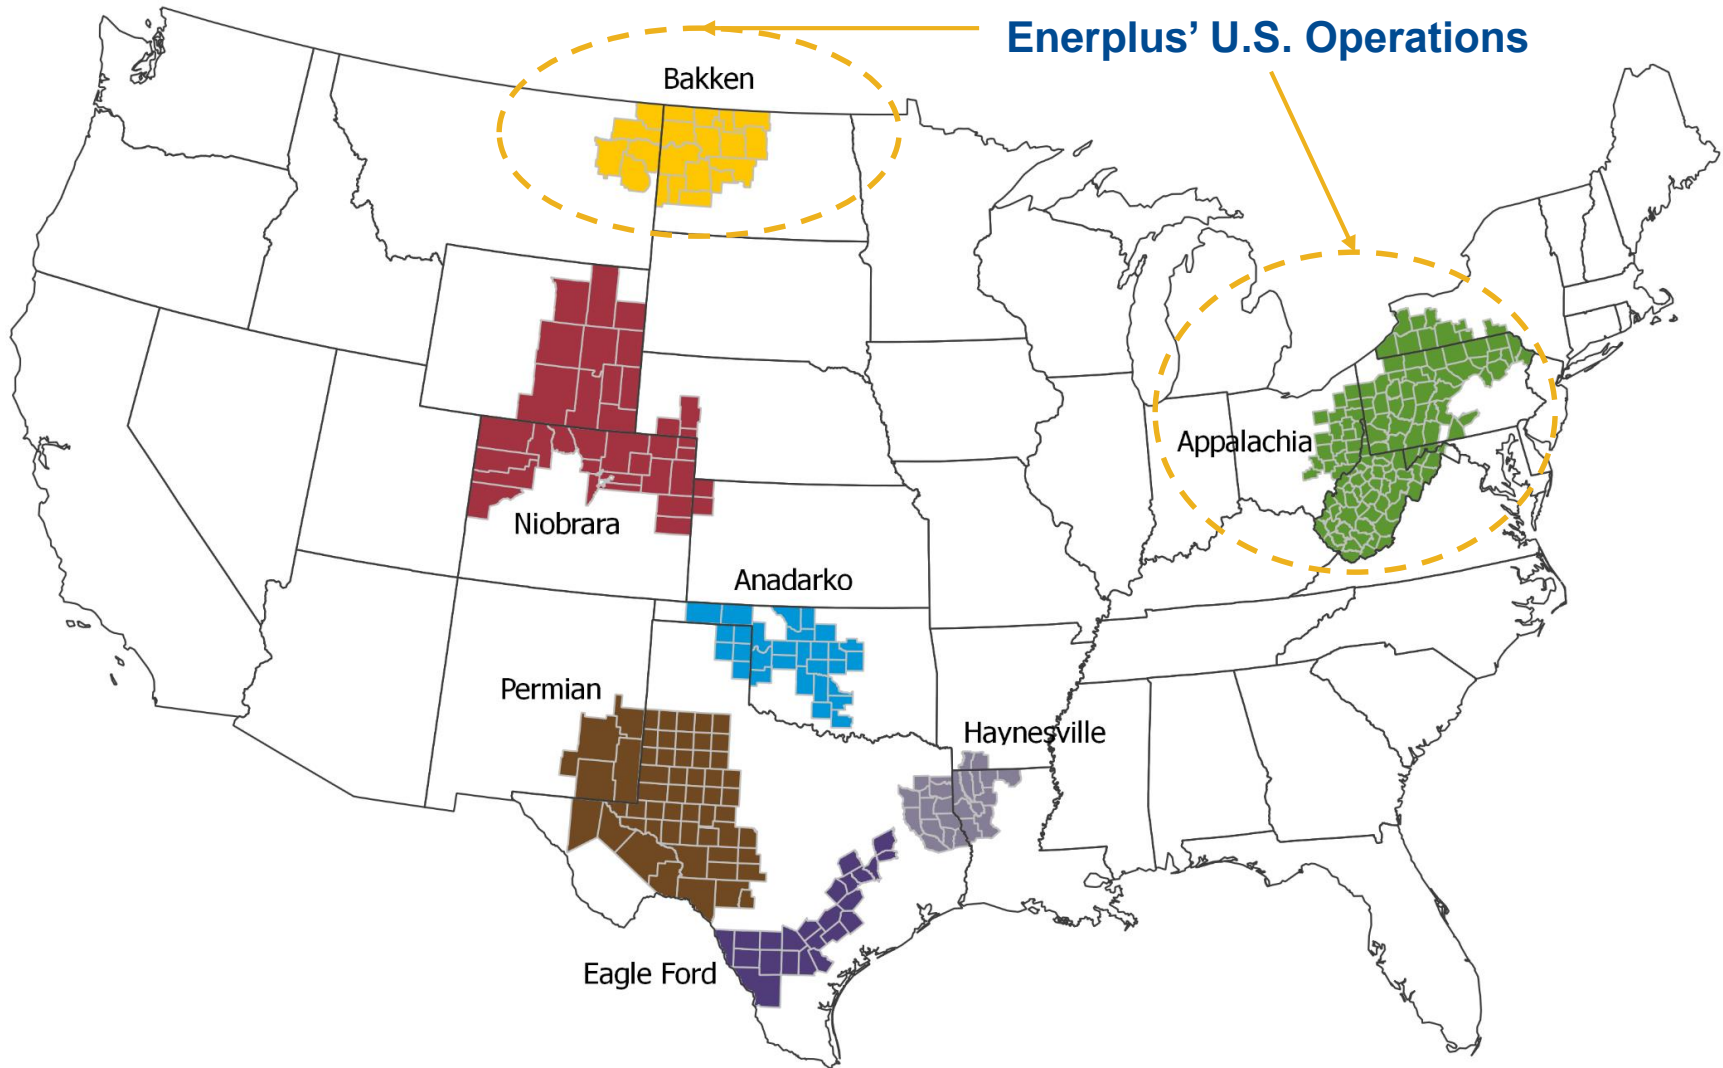 Enerplus’ U.S. Operations
Bakken
Appalachia
Niobrara
Anadarko
Permian
Haynesville
Eagle Ford